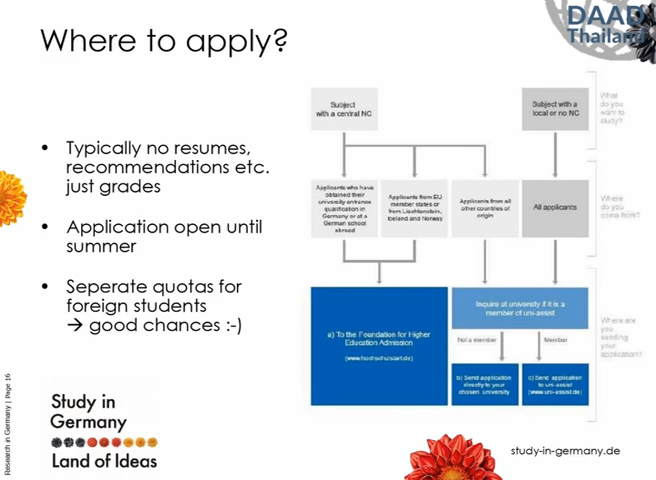 DAAD
Thailand
Where to apply?
• Typically no resumes,
recommendations etc.
just grades
• Application open until
summer
• Seperate quotas for
foreign students
→ good chances :-)
Subject
with a central NC
Subject with a
local or no NC
What
do you
want to
study?
Applicants who have
obtained their
university entrance
qualification in
Germany or at a
German school
abroad
Applicants from EU
member states or
from Liechtenstein,
Iceland and Norway
Applicants from all
other countries of
origin
All applicants
Where
do you
come from?
a) To the Foundation for Higher
Education Admission
(www.hochschulstart.de)
Inquire at university if it is a
member of uni-assist
Not a member
Member
b) Send application
directly to your
chosen university
c) Send application
to uni-assist
(www.uni-assist.de)
Where are
you
sending
your
application?
Research in Germany | Page 16
Study in
Germany
Land of Ideas
study-in-germany.de